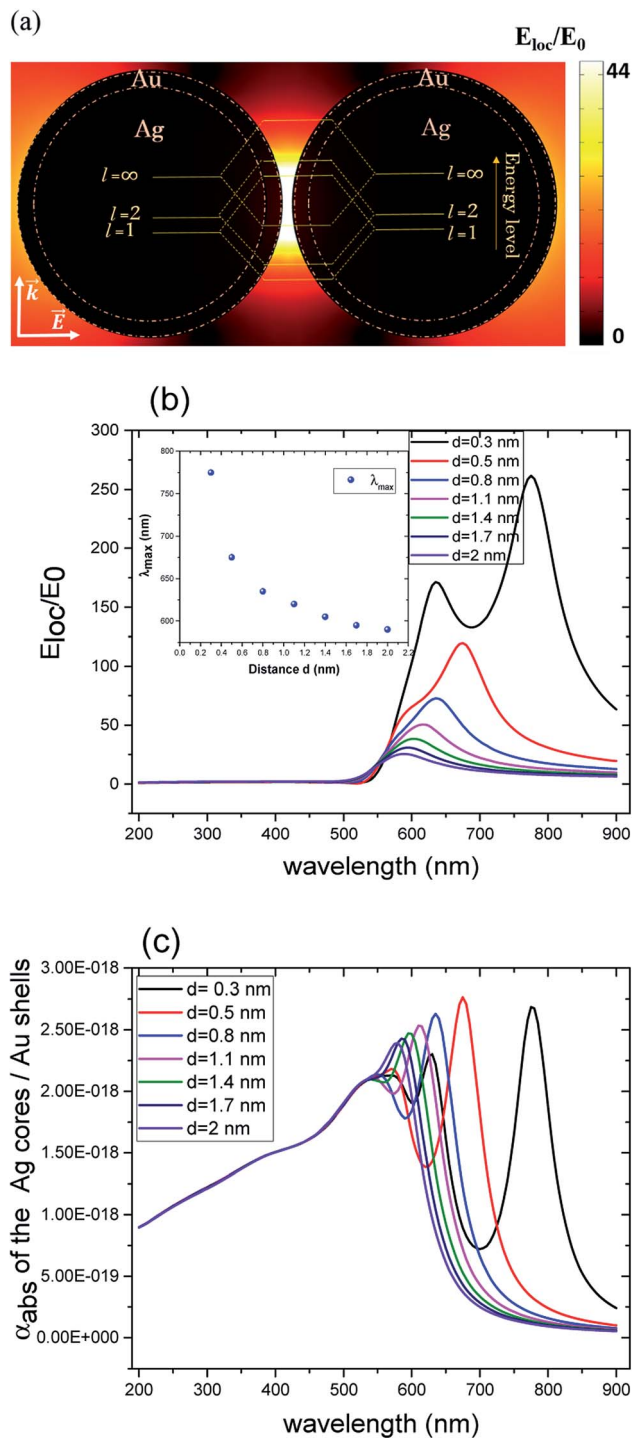 (a)
E_loc/E_0
44
0
Au
Ag
l=∞
l=2
l=1
k
E
Au
Ag
l=∞
l=2
l=1
Energy level
(b)
300
250
200
150
100
50
0
Eloc/E0
200 300 400 500 600 700 800 900
wavelength (nm)
d=0.3 nm
d=0.5 nm
d=0.8 nm
d=1.1 nm
d=1.4 nm
d=1.7 nm
d=2 nm
800
750
700
650
600
λmax (nm)
0.0 0.2 0.4 0.6 0.8 1.0 1.2 1.4 1.6 1.8 2.0 2.2
Distance d (nm)
λmax
(c)
3.00E-018
2.50E-018
2.00E-018
1.50E-018
1.00E-018
5.00E-019
0.00E+000
αabs of the Ag cores / Au shells
200 300 400 500 600 700 800 900
wavelength (nm)
d= 0.3 nm
d=0.5 nm
d=0.8 nm
d=1.1 nm
d=1.4 nm
d=1.7 nm
d=2 nm